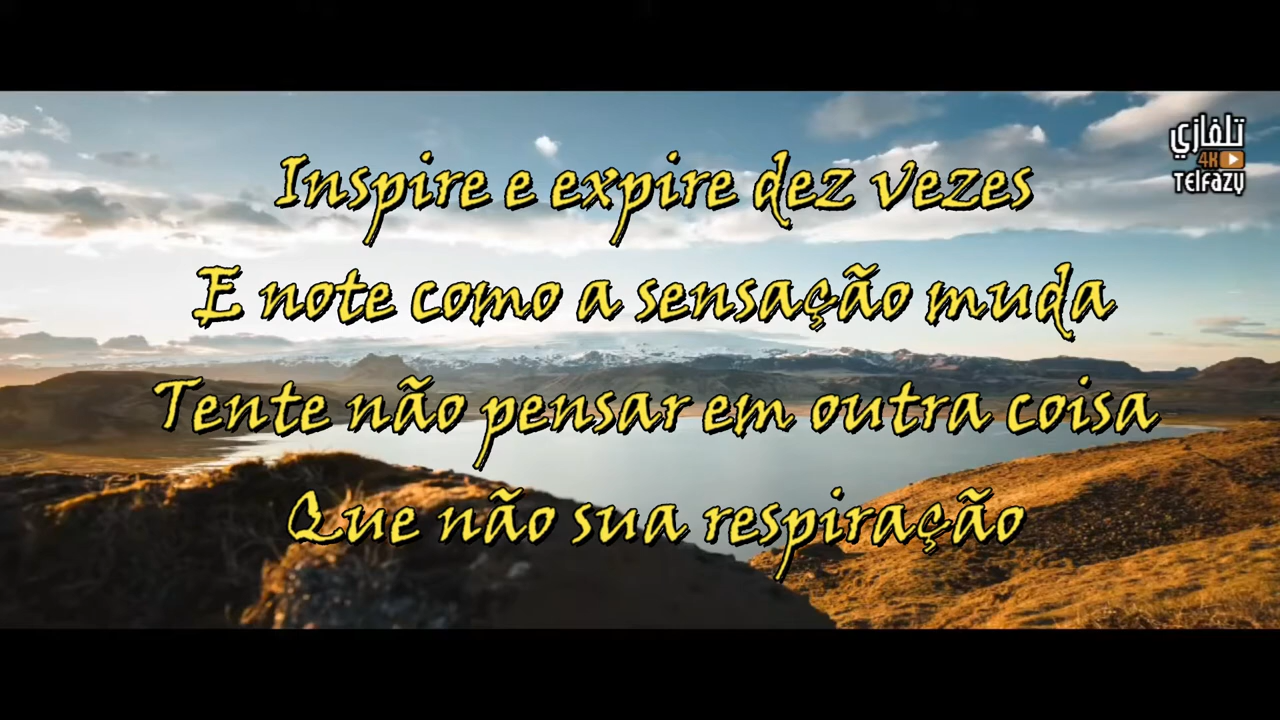 Inspire e expire dez vezes
E note como a sensação muda
Tente não pensar em outra coisa
Que não sua respiração
تلفازي
4K
TELFAZY